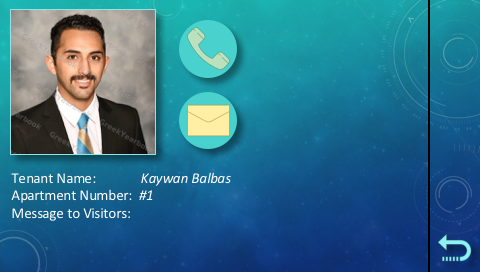 Tenant Name: Kaywan Balbas
Apartment Number: #1
Message to Visitors: